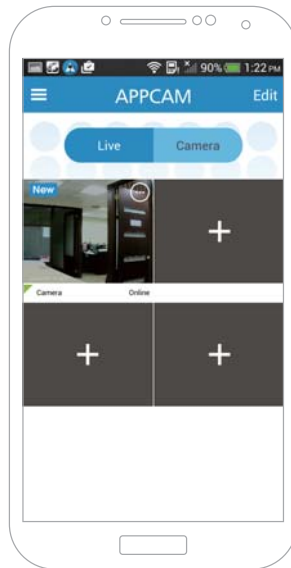 90% 1:22 PM
APPCAM Edit
Live Camera
New
Camera Online